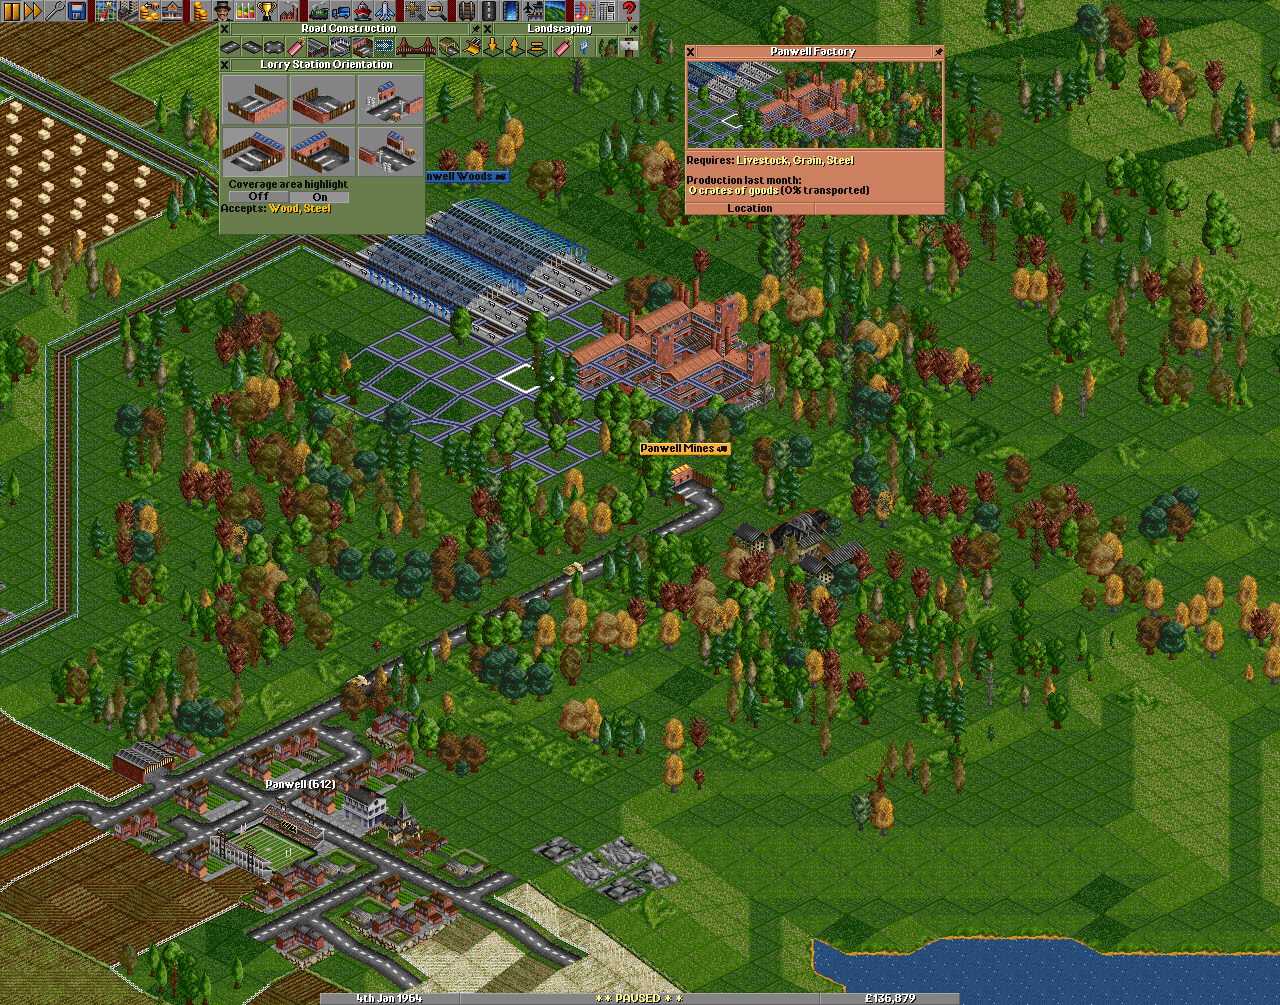 Road Construction
Landscaping
Lorry Station Orientation
Coverage area highlight
Off
On
Accepts: Wood, Steel
nwell Woods
Panwell Factory
Requires: Livestock, Grain, Steel
Production last month:
0 crates of goods (0% transported)
Location
Panwell Mines
Panwell (612)
4th Jan 1964
* * PAUSED * *
£136,879